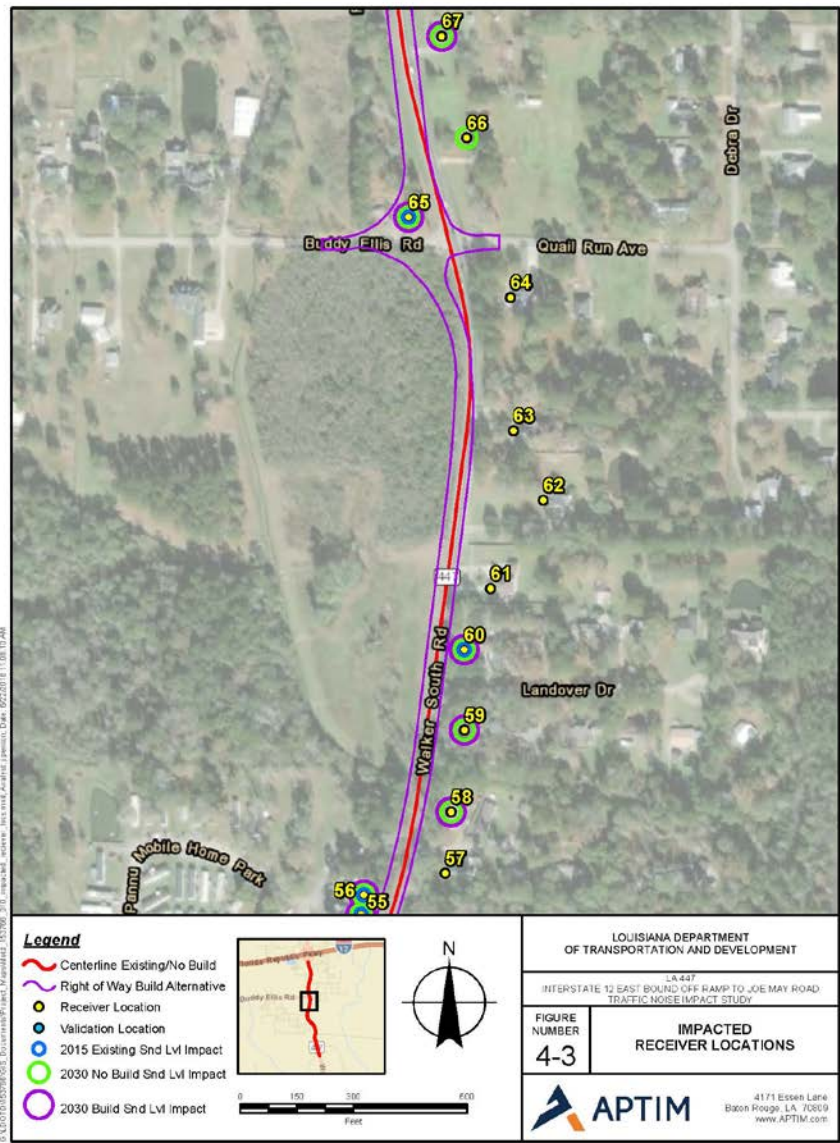 67
66
Debra Dr
65
Buddy Ellis Rd
Quail Run Ave
64
63
62
447
61
60
Walker South Rd
Landover Dr
59
58
57
Pannu Mobile Home Park
56
55
Legend
Centerline Existing/No Build
Right of Way Build Alternative
Receiver Location
Validation Location
2015 Existing Snd Lvl Impact
2030 No Build Snd Lvl Impact
2030 Build Snd Lvl Impact
12
Buddy Ellis Rd
447
N
0 150 300 600
Feet
LOUISIANA DEPARTMENT
OF TRANSPORTATION AND DEVELOPMENT
LA 447
INTERSTATE 12 EAST BOUND OFF RAMP TO JOE MAY ROAD
TRAFFIC NOISE IMPACT STUDY
FIGURE
NUMBER
4-3
IMPACTED
RECEIVER LOCATIONS
APTIM
4171 Essen Lane
Baton Rouge, LA 70809
www.APTIM.com